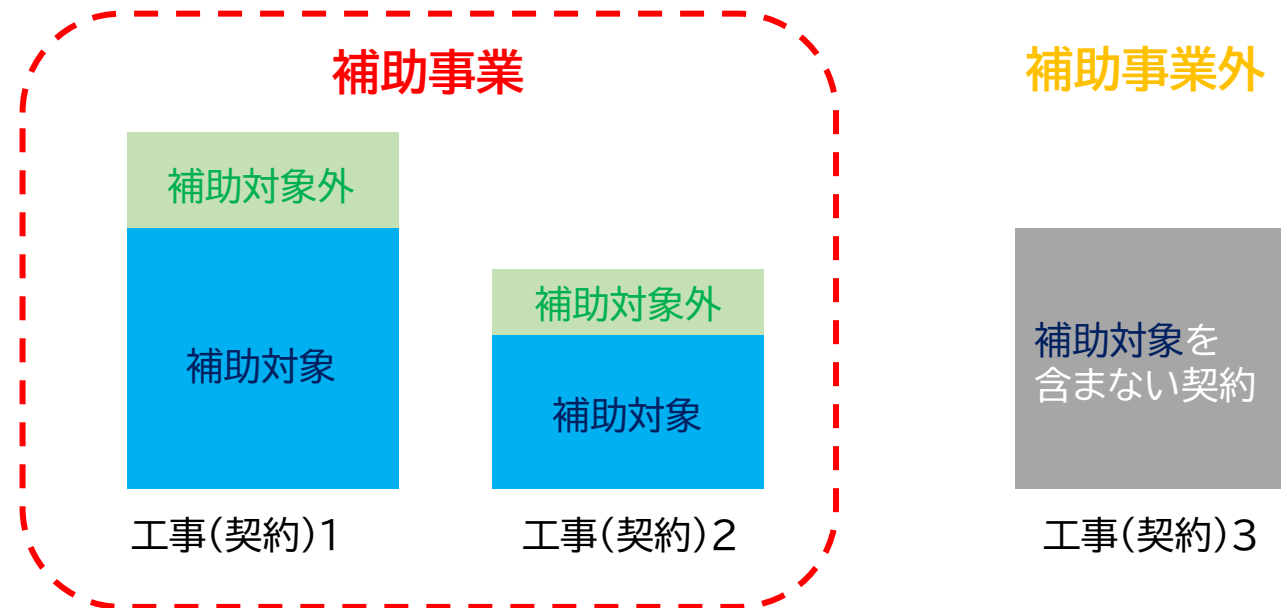 補助事業
補助事業外
補助対象外
補助対象
補助対象外
補助対象
補助対象を
含まない契約
工事(契約)1
工事(契約)2
工事(契約)3